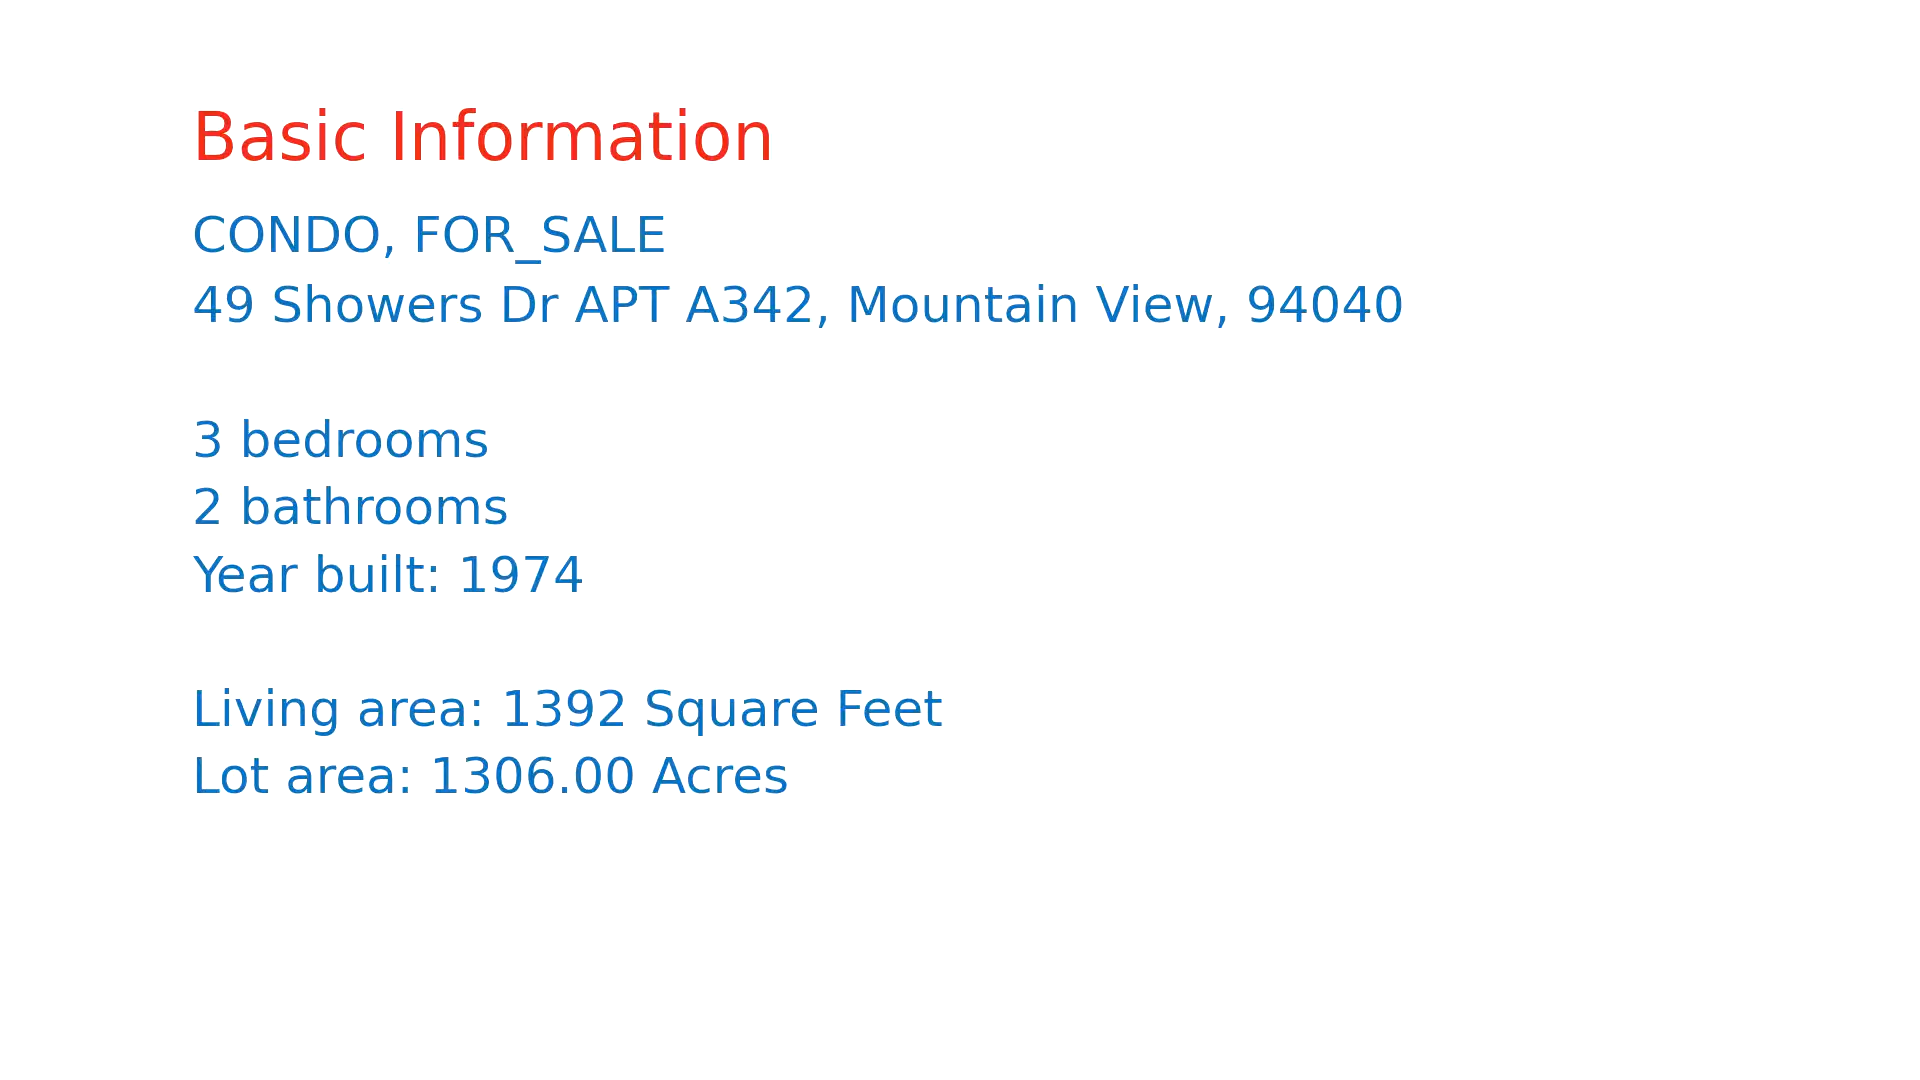 Basic Information
CONDO, FOR_SALE
49 Showers Dr APT A342, Mountain View, 94040
3 bedrooms
2 bathrooms
Year built: 1974
Living area: 1392 Square Feet
Lot area: 1306.00 Acres